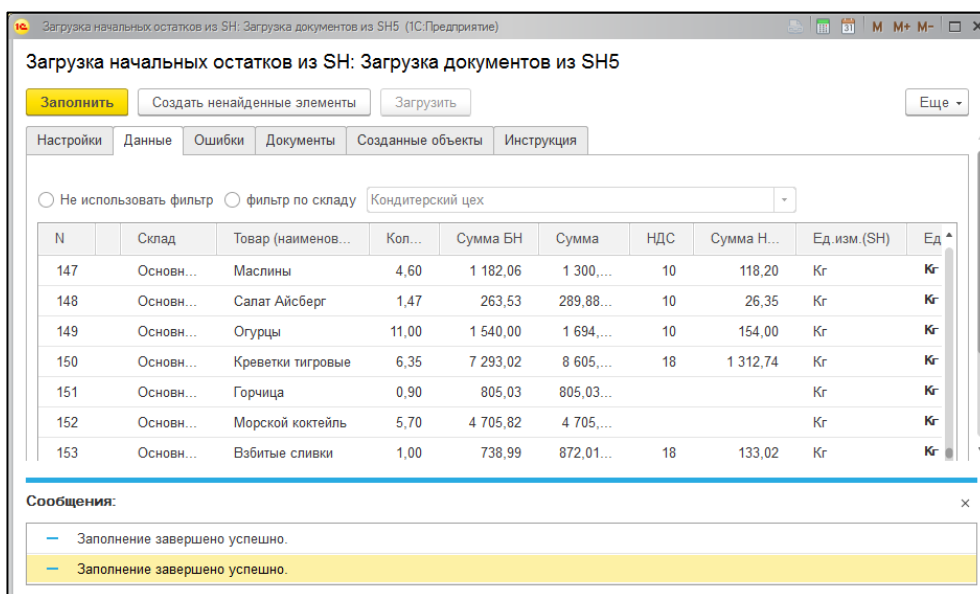 1С Загрузка начальных остатков из SH: Загрузка документов из SH5 (1С:Предприятие) 31 M M+ M-
Загрузка начальных остатков из SH: Загрузка документов из SH5
Заполнить Создать ненайденные элементы Загрузить Еще
Настройки Данные Ошибки Документы Созданные объекты Инструкция
Не использовать фильтр фильтр по складу Кондитерский цех
N Склад Товар (наименов... Кол... Сумма БН Сумма НДС Сумма Н... Ед.изм.(SH) Ед
147 Основн... Маслины 4,60 1 182,06 1 300,... 10 118,20 Кг Кг
148 Основн... Салат Айсберг 1,47 263,53 289,88... 10 26,35 Кг Кг
149 Основн... Огурцы 11,00 1 540,00 1 694,... 10 154,00 Кг Кг
150 Основн... Креветки тигровые 6,35 7 293,02 8 605,... 18 1 312,74 Кг Кг
151 Основн... Горчица 0,90 805,03 805,03... Кг Кг
152 Основн... Морской коктейль 5,70 4 705,82 4 705,... Кг Кг
153 Основн... Взбитые сливки 1,00 738,99 872,01... 18 133,02 Кг Кг
Сообщения:
Заполнение завершено успешно.
Заполнение завершено успешно.